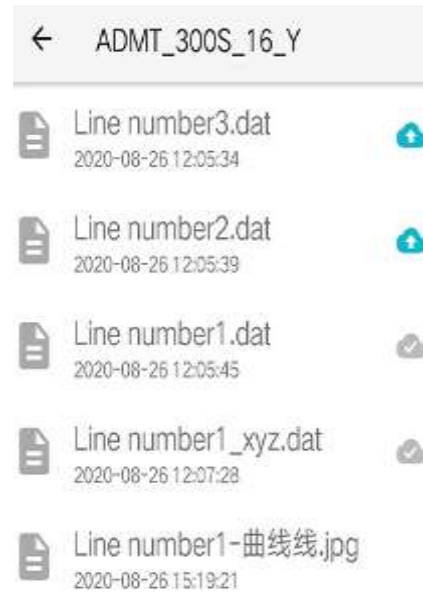 ADMT_300S_16_Y
Line number3.dat
2020-08-26 12:05:34
Line number2.dat
2020-08-26 12:05:39
Line number1.dat
2020-08-26 12:05:45
Line number1_xyz.dat
2020-08-26 12:07:28
Line number1-曲线线.jpg
2020-08-26 15:19:21